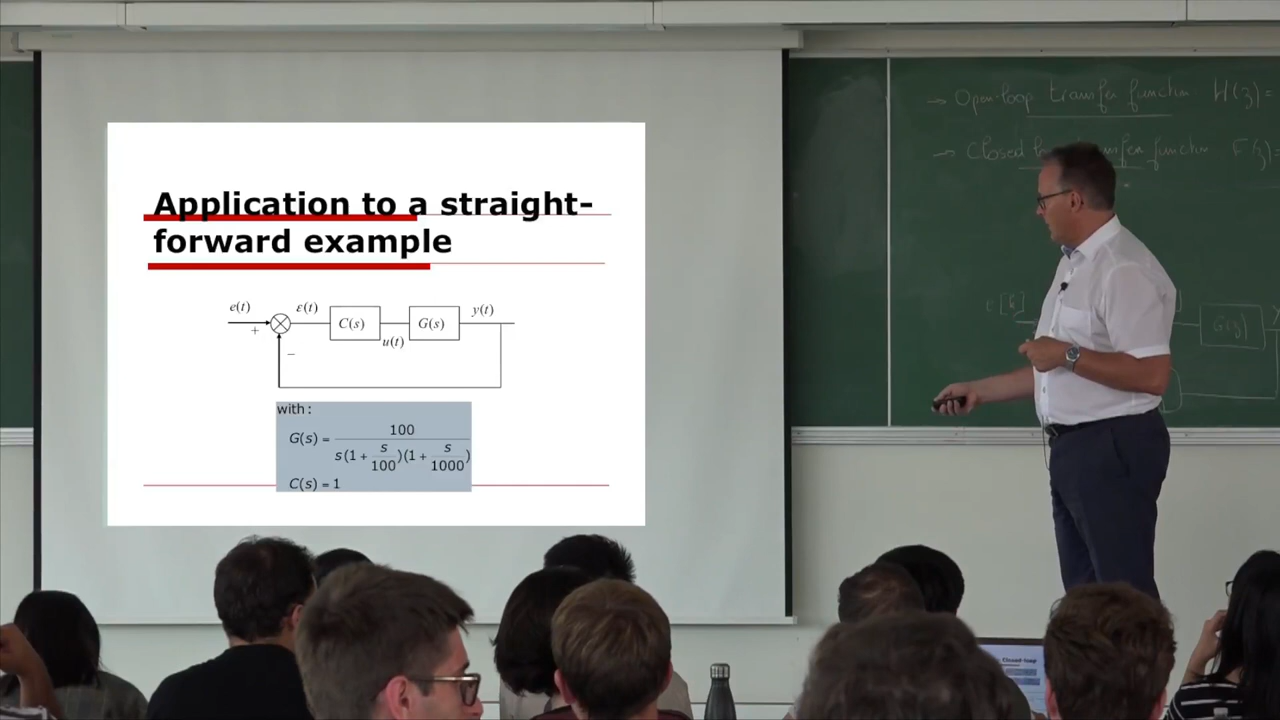 Application to a straight-
forward example
e(t)
+
−
ε(t)
C(s)
u(t)
G(s)
y(t)
with :
G(s) = 100 / s(1 + s/100)(1 + s/1000)
C(s) = 1
→ Open-loop transfer function H(z) =
→ Closed transfer function F(z) =
e[k]
G(z)
Closed-loop